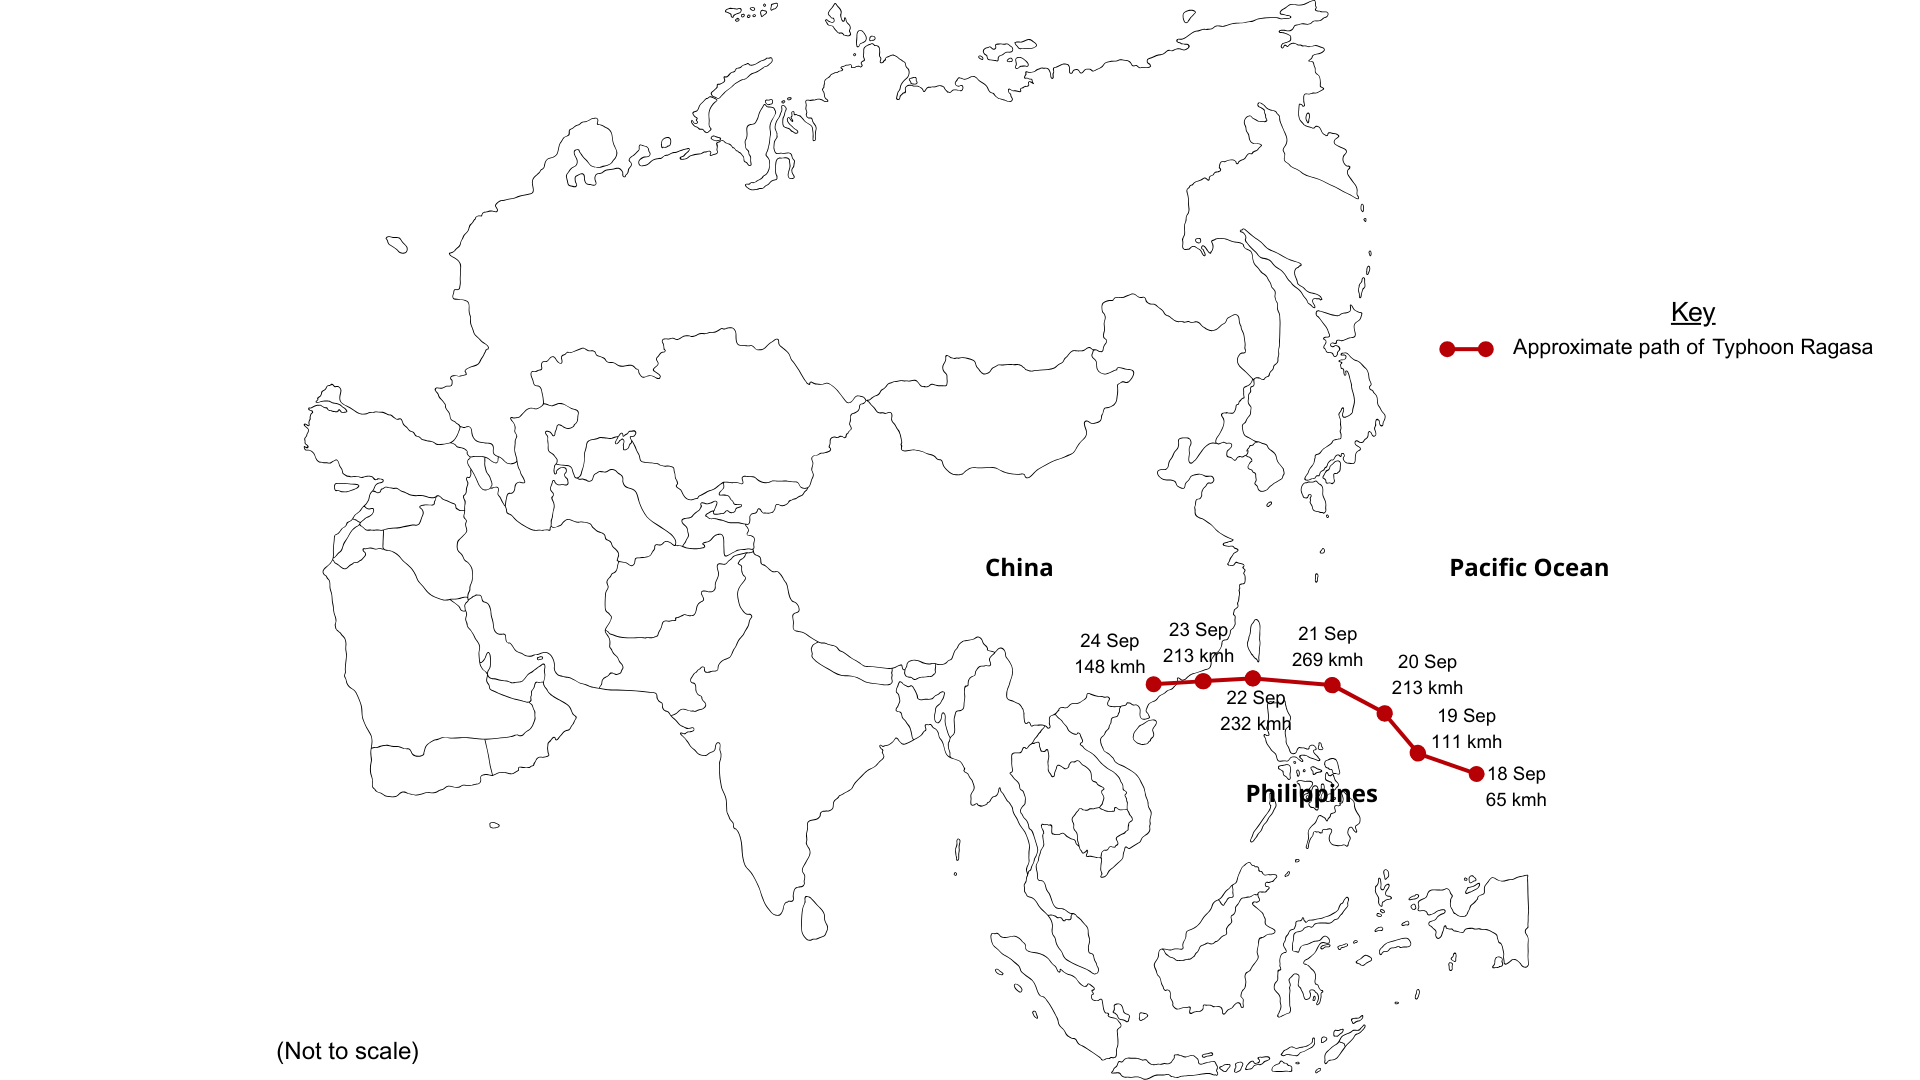 Key
Approximate path of Typhoon Ragasa
China
Pacific Ocean
24 Sep
148 kmh
23 Sep
213 kmh
22 Sep
232 kmh
21 Sep
269 kmh
20 Sep
213 kmh
19 Sep
111 kmh
18 Sep
65 kmh
Philippines
(Not to scale)